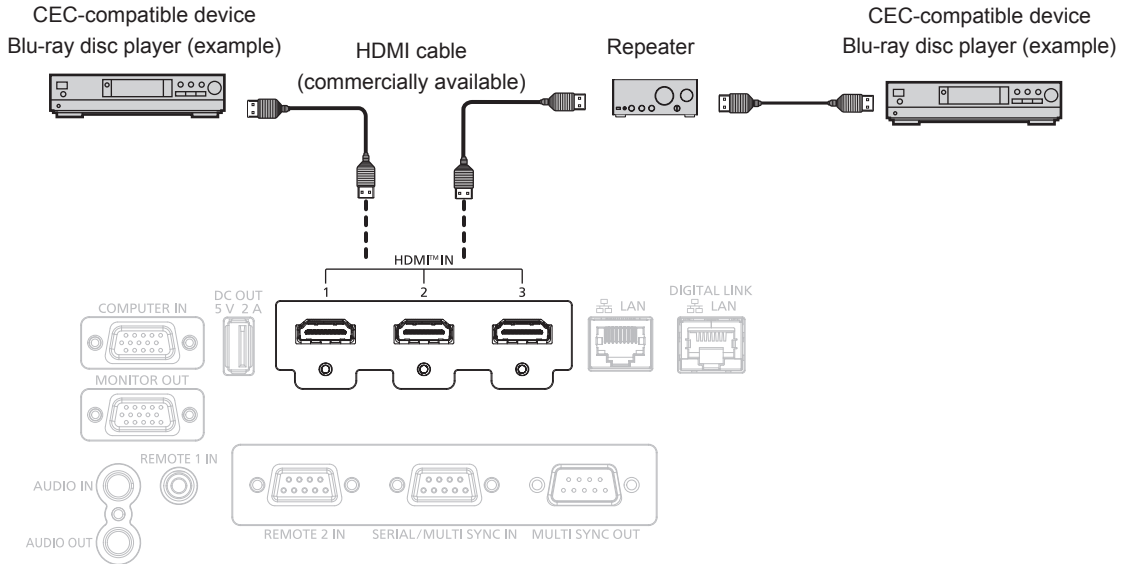 CEC-compatible device
Blu-ray disc player (example)
HDMI cable
(commercially available)
Repeater
CEC-compatible device
Blu-ray disc player (example)
HDMI™ IN
1 2 3
COMPUTER IN
DC OUT
5 V 2 A
LAN
DIGITAL LINK
LAN
MONITOR OUT
REMOTE 1 IN
AUDIO IN
AUDIO OUT
REMOTE 2 IN
SERIAL/MULTI SYNC IN
MULTI SYNC OUT